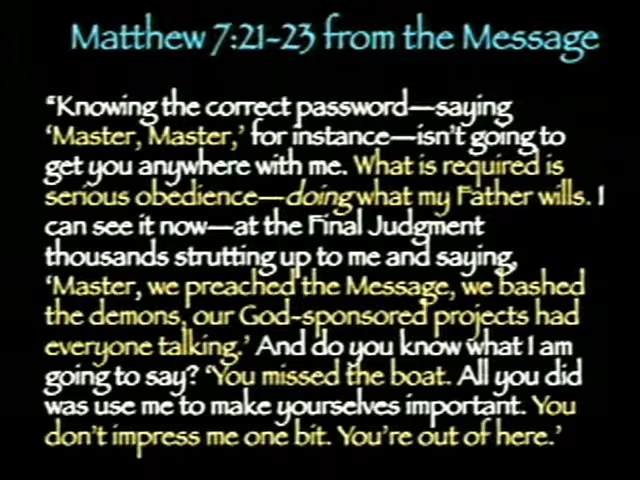 Matthew 7:21-23 from the Message
“Knowing the correct password—saying
‘Master, Master,’ for instance—isn’t going to
get you anywhere with me. What is required is
serious obedience—doing what my Father wills. I
can see it now—at the Final Judgment
thousands strutting up to me and saying,
‘Master, we preached the Message, we bashed
the demons, our God-sponsored projects had
everyone talking.’ And do you know what I am
going to say? ‘You missed the boat. All you did
was use me to make yourselves important. You
don’t impress me one bit. You’re out of here.’